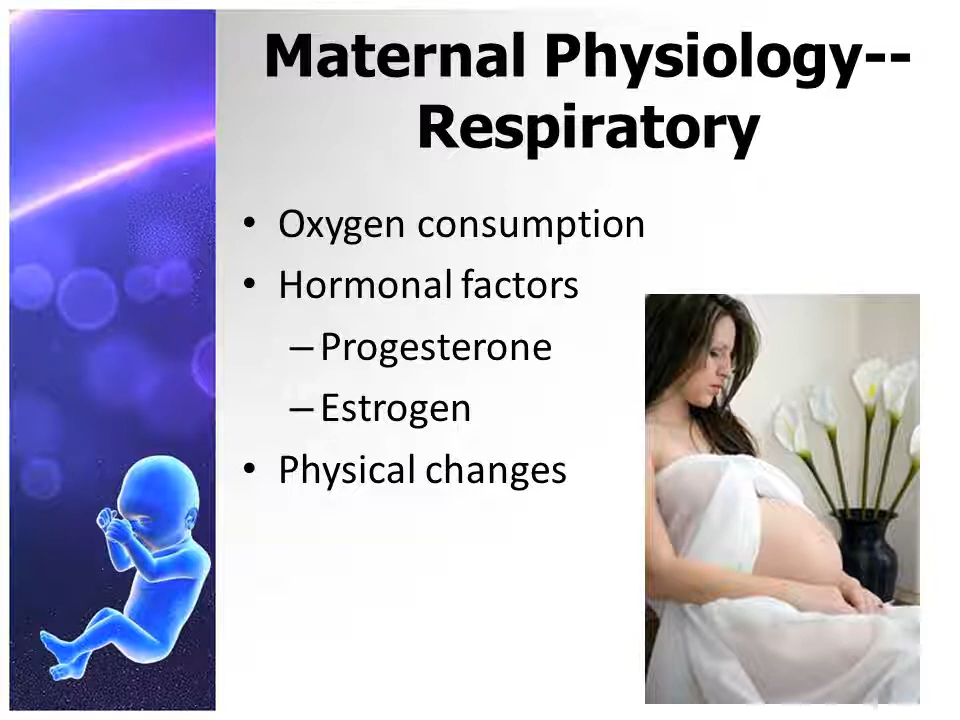 Maternal Physiology--
Respiratory
• Oxygen consumption
• Hormonal factors
– Progesterone
– Estrogen
• Physical changes